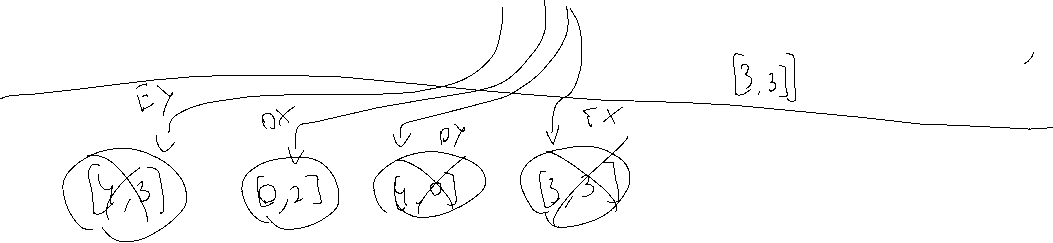 [3,3]
EY
DX
DY
EX
[4,3]
[0,2]
[4,0]
[3,3]